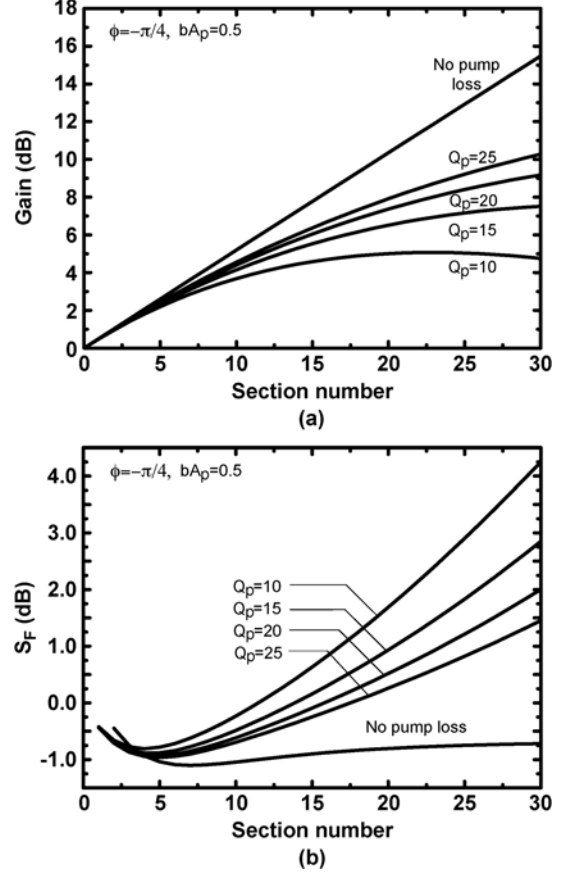 18
16
14
12
10
8
6
4
2
0
Gain (dB)
ϕ=−π/4, bAp=0.5
No pump
loss
Qp=25
Qp=20
Qp=15
Qp=10
0 5 10 15 20 25 30
Section number
(a)
4.0
3.0
2.0
1.0
0.0
-1.0
SF (dB)
ϕ=−π/4, bAp=0.5
Qp=10
Qp=15
Qp=20
Qp=25
No pump loss
0 5 10 15 20 25 30
Section number
(b)